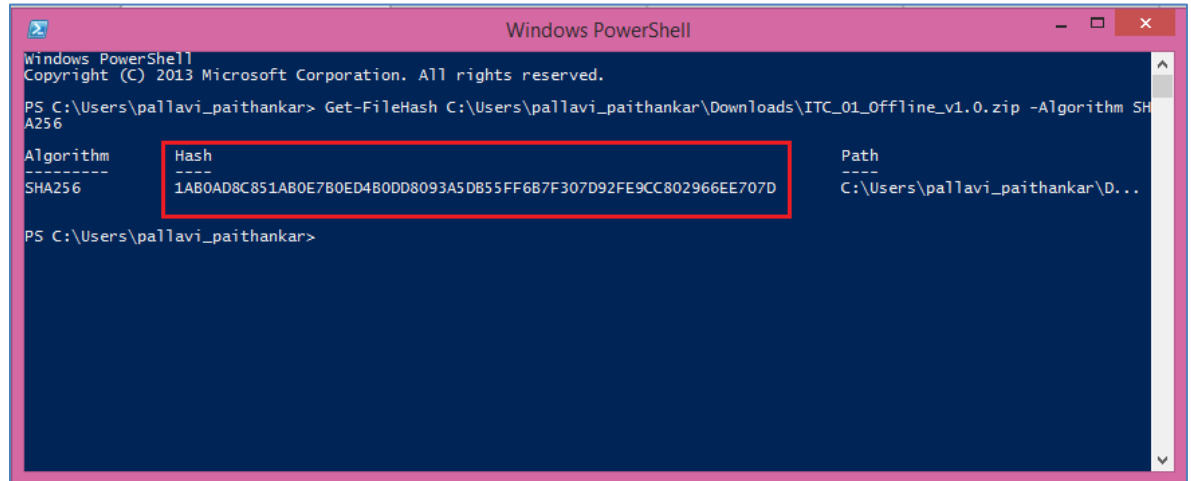 Windows PowerShell
Windows PowerShell
Copyright (C) 2013 Microsoft Corporation. All rights reserved.
PS C:\Users\pallavi_paithankar> Get-FileHash C:\Users\pallavi_paithankar\Downloads\ITC_01_Offline_v1.0.zip -Algorithm SH
A256
Algorithm Hash Path
--------- ---- ----
SHA256 1AB0AD8C851AB0E7B0ED4B0DD8093A5DB55FF6B7F307D92FE9CC802966EE707D C:\Users\pallavi_paithankar\D...
PS C:\Users\pallavi_paithankar>